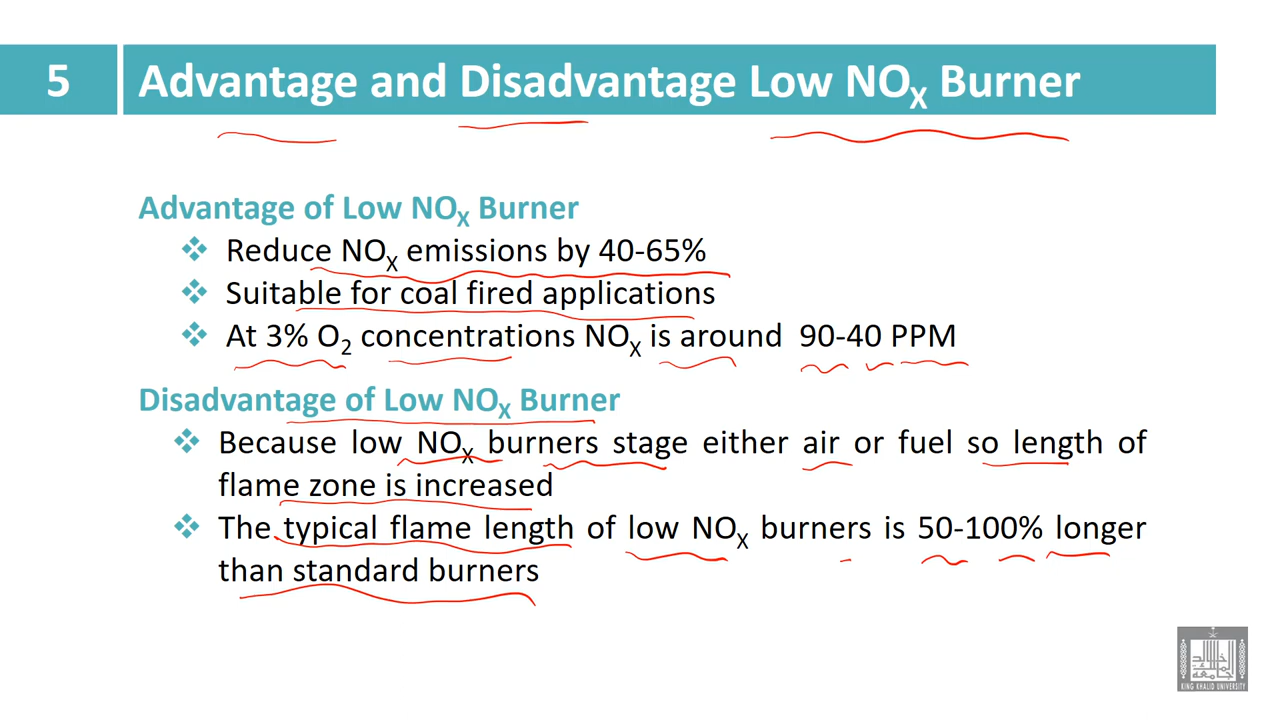 5
Advantage and Disadvantage Low NOX Burner
Advantage of Low NOX Burner
❖ Reduce NOX emissions by 40-65%
❖ Suitable for coal fired applications
❖ At 3% O2 concentrations NOX is around 90-40 PPM
Disadvantage of Low NOX Burner
❖ Because low NOX burners stage either air or fuel so length of
flame zone is increased
❖ The typical flame length of low NOX burners is 50-100% longer
than standard burners
KING KHALID UNIVERSITY